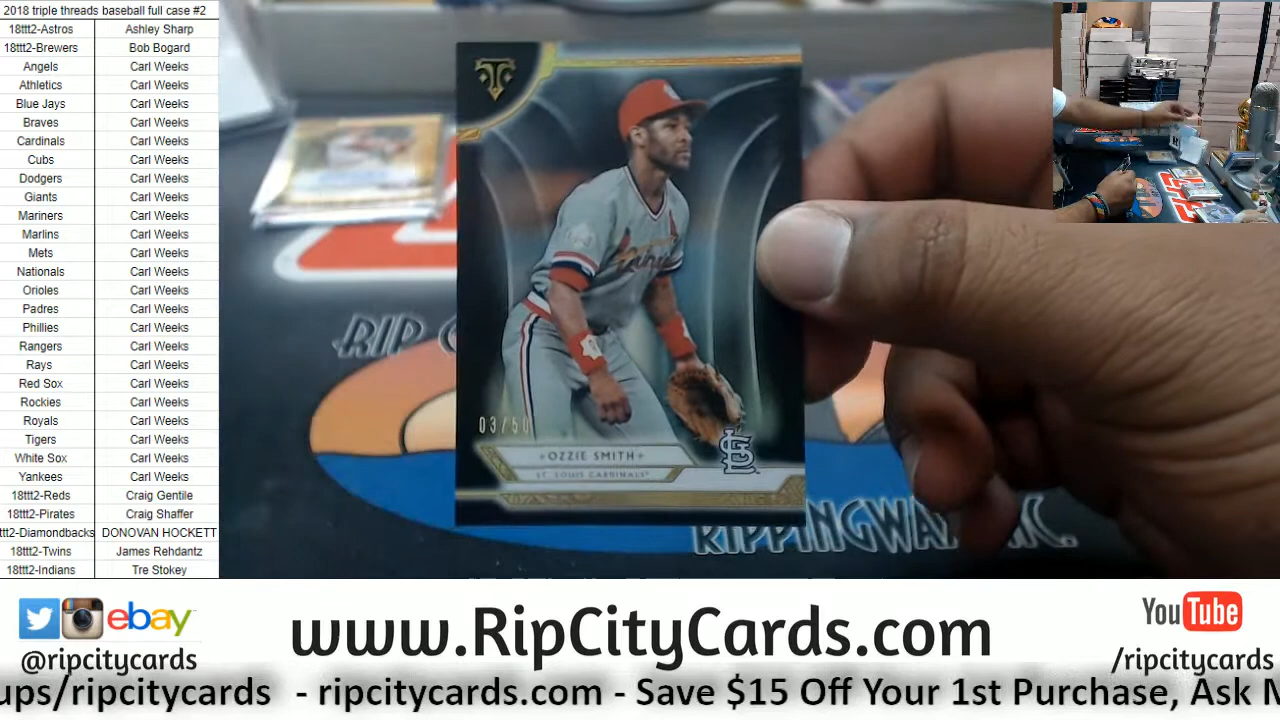 2018 triple threads baseball full case #2
18ttt2-Astros Ashley Sharp
18ttt2-Brewers Bob Bogard
Angels Carl Weeks
Athletics Carl Weeks
Blue Jays Carl Weeks
Braves Carl Weeks
Cardinals Carl Weeks
Cubs Carl Weeks
Dodgers Carl Weeks
Giants Carl Weeks
Mariners Carl Weeks
Marlins Carl Weeks
Mets Carl Weeks
Nationals Carl Weeks
Orioles Carl Weeks
Padres Carl Weeks
Phillies Carl Weeks
Rangers Carl Weeks
Rays Carl Weeks
Red Sox Carl Weeks
Rockies Carl Weeks
Royals Carl Weeks
Tigers Carl Weeks
White Sox Carl Weeks
Yankees Carl Weeks
18ttt2-Reds Craig Gentile
18ttt2-Pirates Craig Shaffer
ttt2-Diamondbacks DONOVAN HOCKETT
18ttt2-Twins James Rehdantz
18ttt2-Indians Tre Stokey
RIP
03/50
OZZIE SMITH
ST. LOUIS CARDINALS
STL
RIPPINGWAX
ebay
@ripcitycards
www.RipCityCards.com
YouTube
/ripcitycards
ups/ripcitycards - ripcitycards.com - Save $15 Off Your 1st Purchase, Ask M